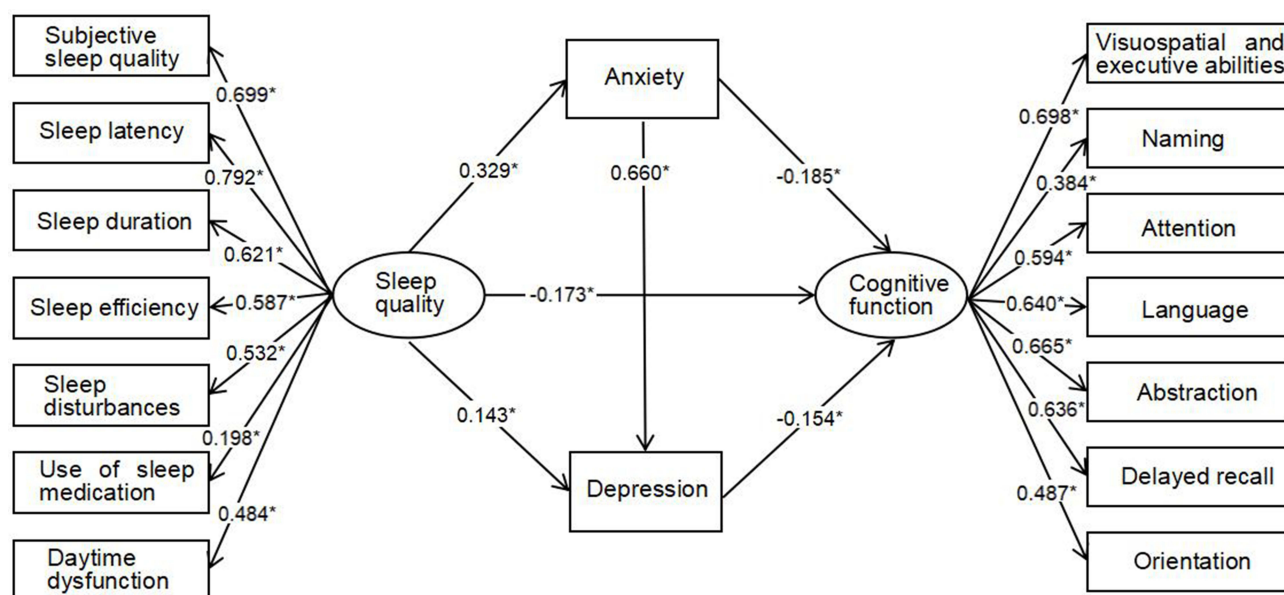 Subjective
sleep quality
0.699*
Sleep latency
0.792*
Sleep duration
0.621*
Sleep efficiency
0.587*
Sleep
disturbances
0.532*
Use of sleep
medication
0.198*
Daytime
dysfunction
0.484*
Sleep
quality
0.329*
-0.173*
0.143*
Anxiety
0.660*
-0.185*
Depression
-0.154*
Cognitive
function
Visuospatial and
executive abilities
0.698*
Naming
0.384*
Attention
0.594*
Language
0.640*
Abstraction
0.665*
Delayed recall
0.636*
Orientation
0.487*